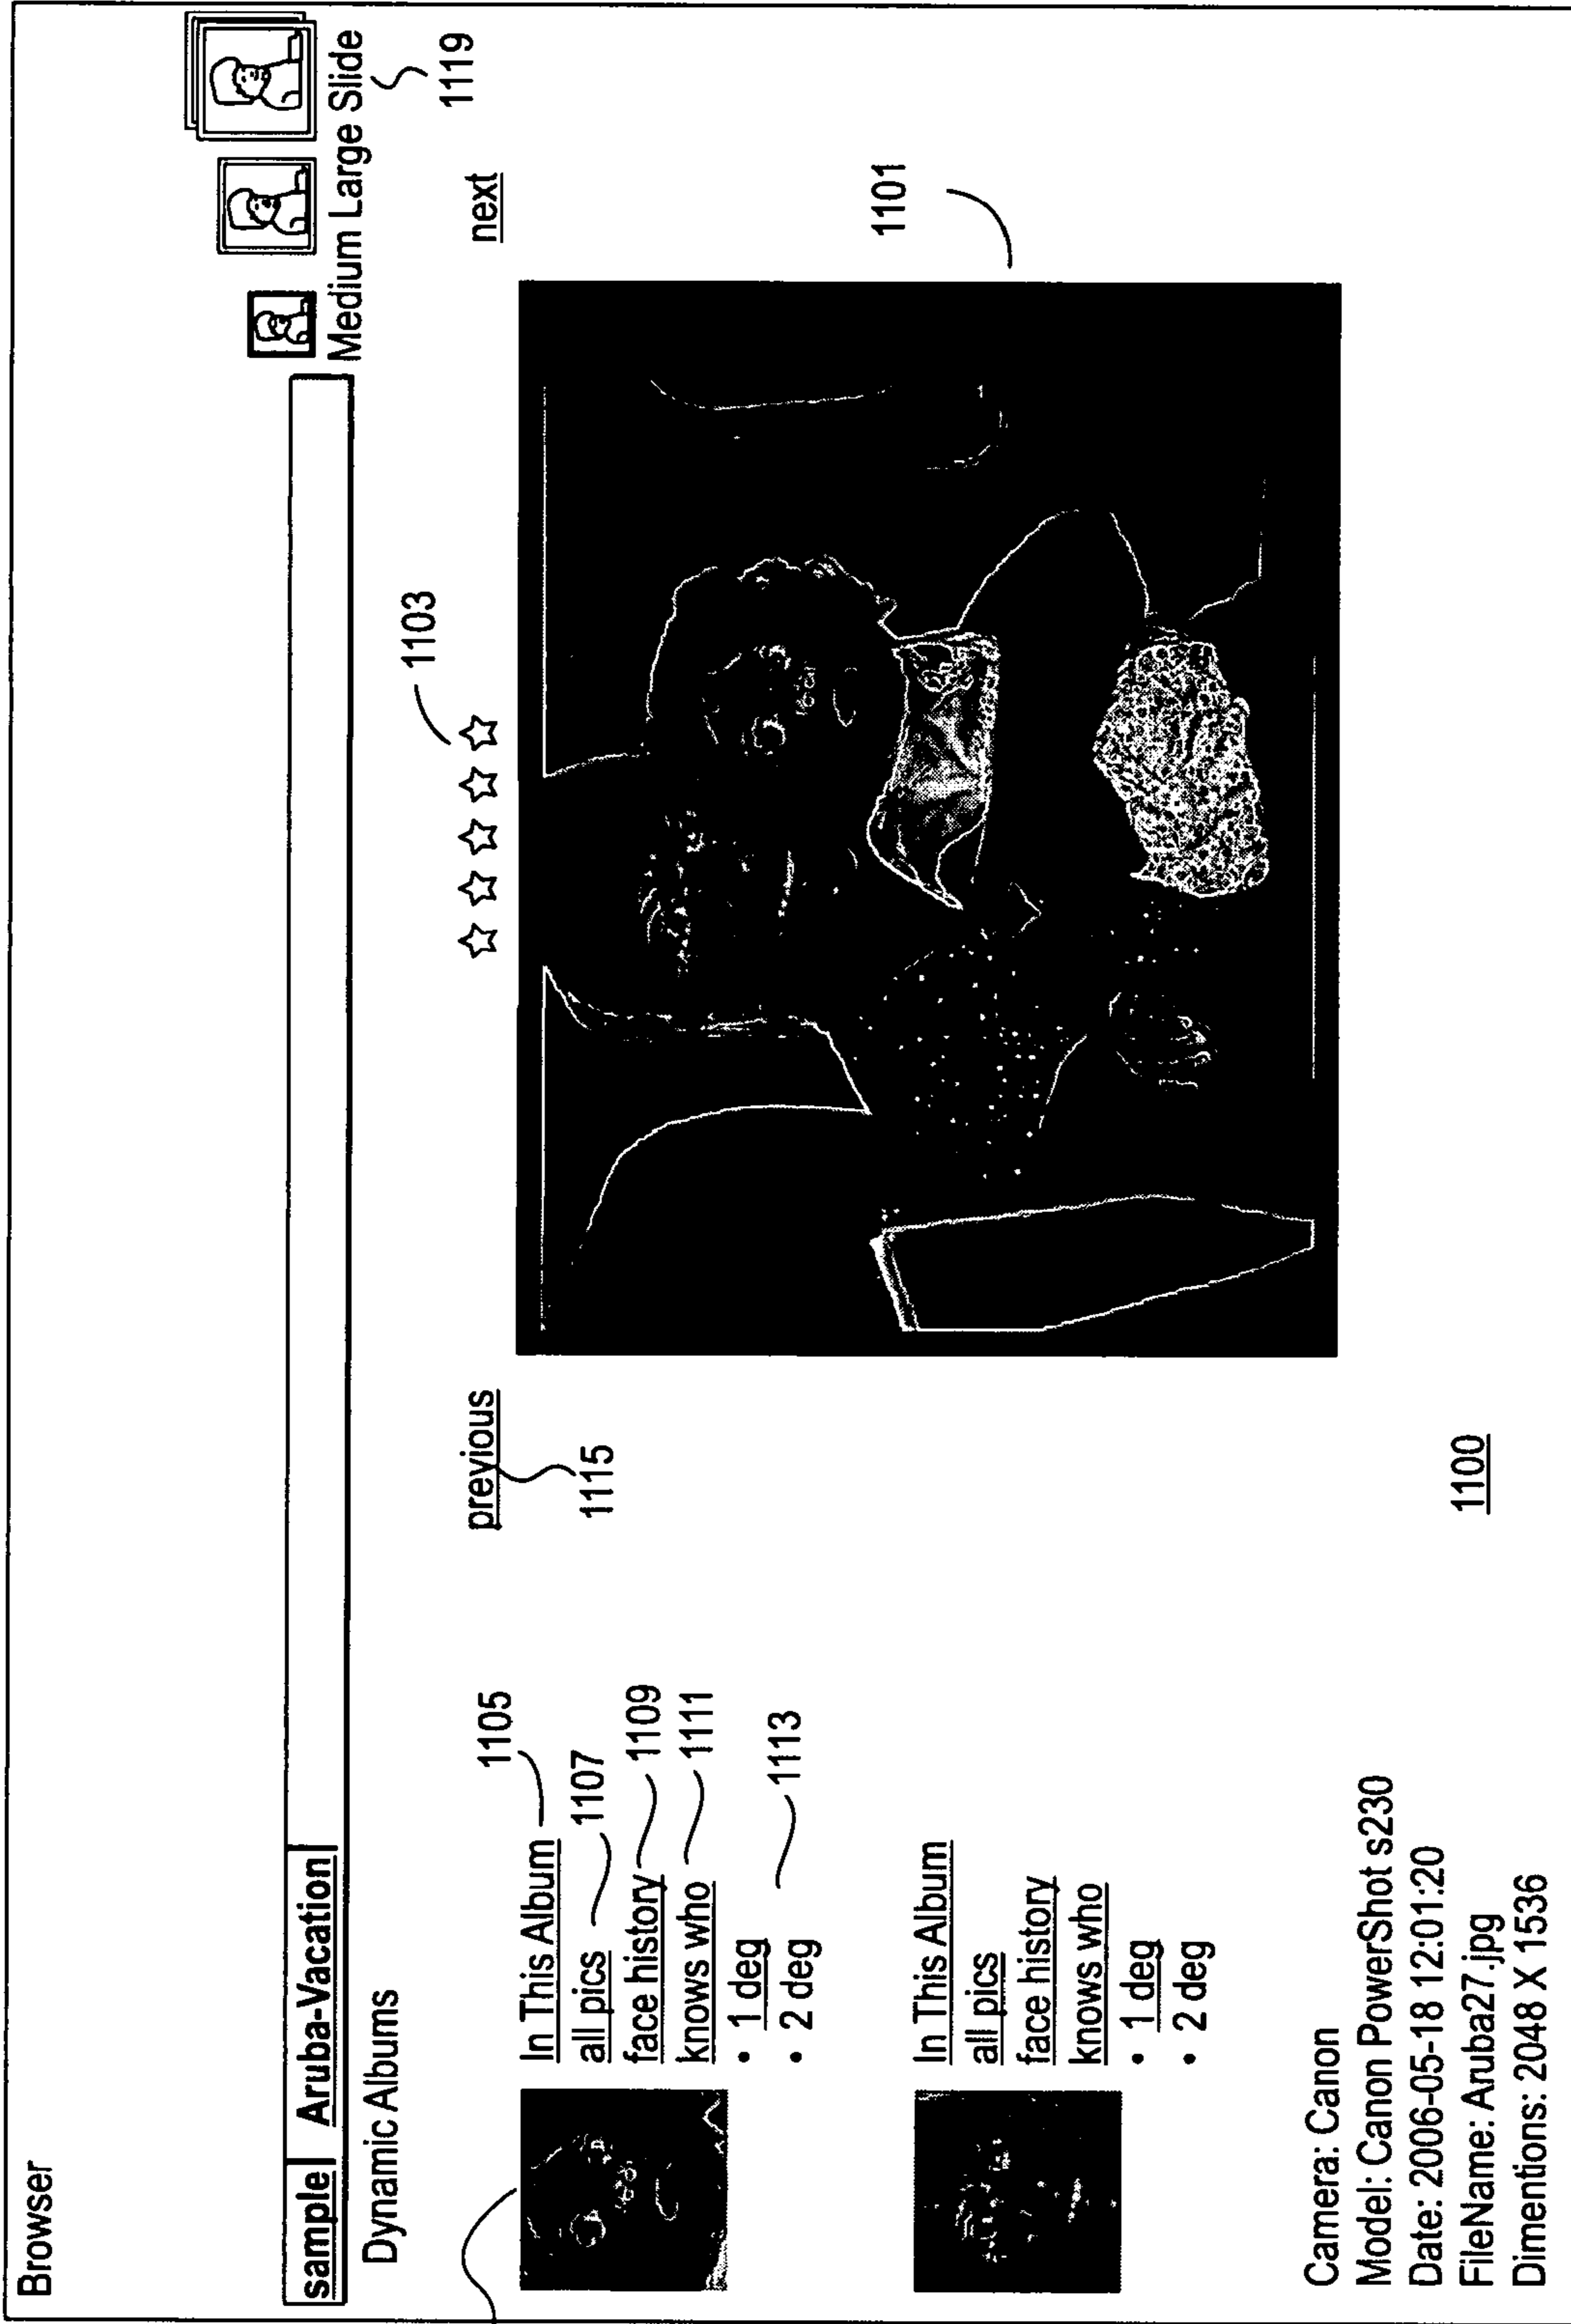 Browser
Medium Large Slide
1119
sample Aruba-Vacation
Dynamic Albums
1103
previous
next
1115
1101
In This Album
1105
all pics
1107
face history
1109
knows who
1111
• 1 deg
• 2 deg
1113
In This Album
all pics
face history
knows who
• 1 deg
• 2 deg
Camera: Canon
Model: Canon PowerShot s230
Date: 2006-05-18 12:01:20
FileName: Aruba27.jpg
Dimentions: 2048 X 1536
1100